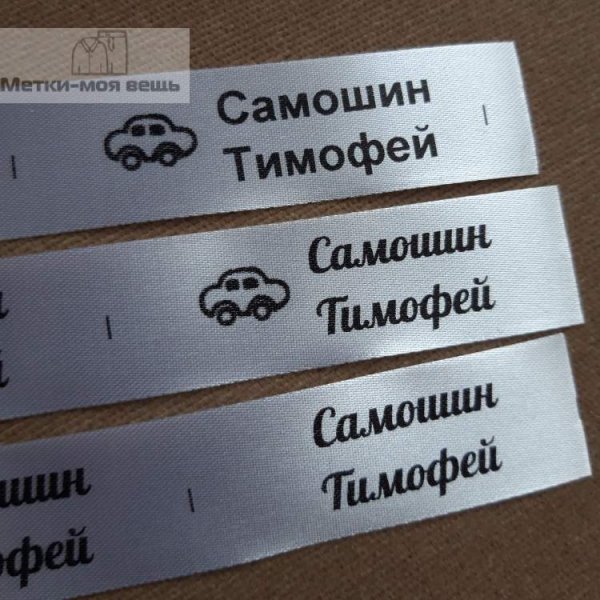 Метки-моя вещь
Самошин
Тимофей
Самошин
Тимофей
Самошин
Тимофей